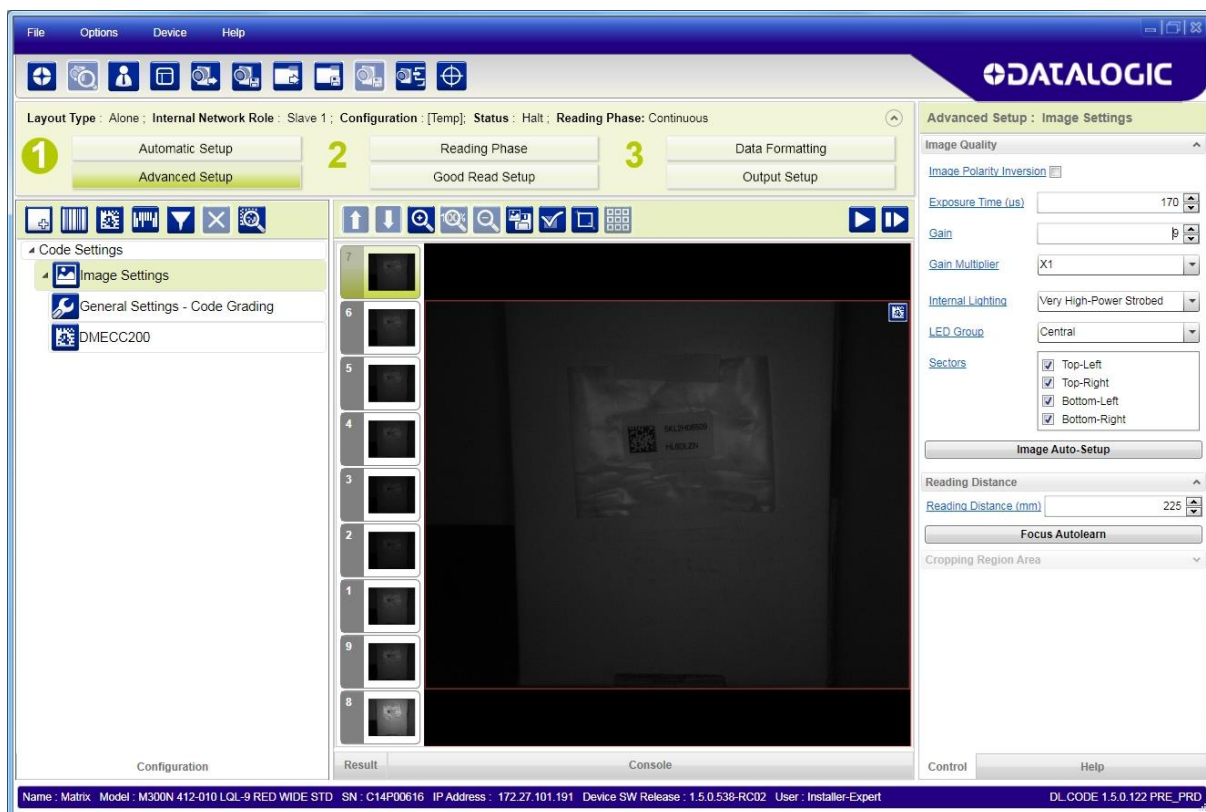 File Options Device Help
DATALOGIC
Layout Type : Alone ; Internal Network Role : Slave 1 ; Configuration : [Temp]; Status : Halt ; Reading Phase: Continuous
1 Automatic Setup 2 Reading Phase 3 Data Formatting
Advanced Setup Good Read Setup Output Setup
Code Settings
Image Settings
General Settings - Code Grading
DMECC200
Configuration
100%
7
6
5
4
3
2
1
9
8
HU6DLZN
Result Console
Advanced Setup : Image Settings
Image Quality
Image Polarity Inversion
Exposure Time (us) 170
Gain 9
Gain Multiplier X1
Internal Lighting Very High-Power Strobed
LED Group Central
Sectors Top-Left
Top-Right
Bottom-Left
Bottom-Right
Image Auto-Setup
Reading Distance
Reading Distance (mm) 225
Focus Autolearn
Cropping Region Area
Control Help
Name : Matrix Model : M300N 412-010 LQL-9 RED WIDE STD SN : C14P00616 IP Address : 172.27.101.191 Device SW Release : 1.5.0.538-RC02 User : Installer-Expert DL.CODE 1.5.0.122 PRE_PRD